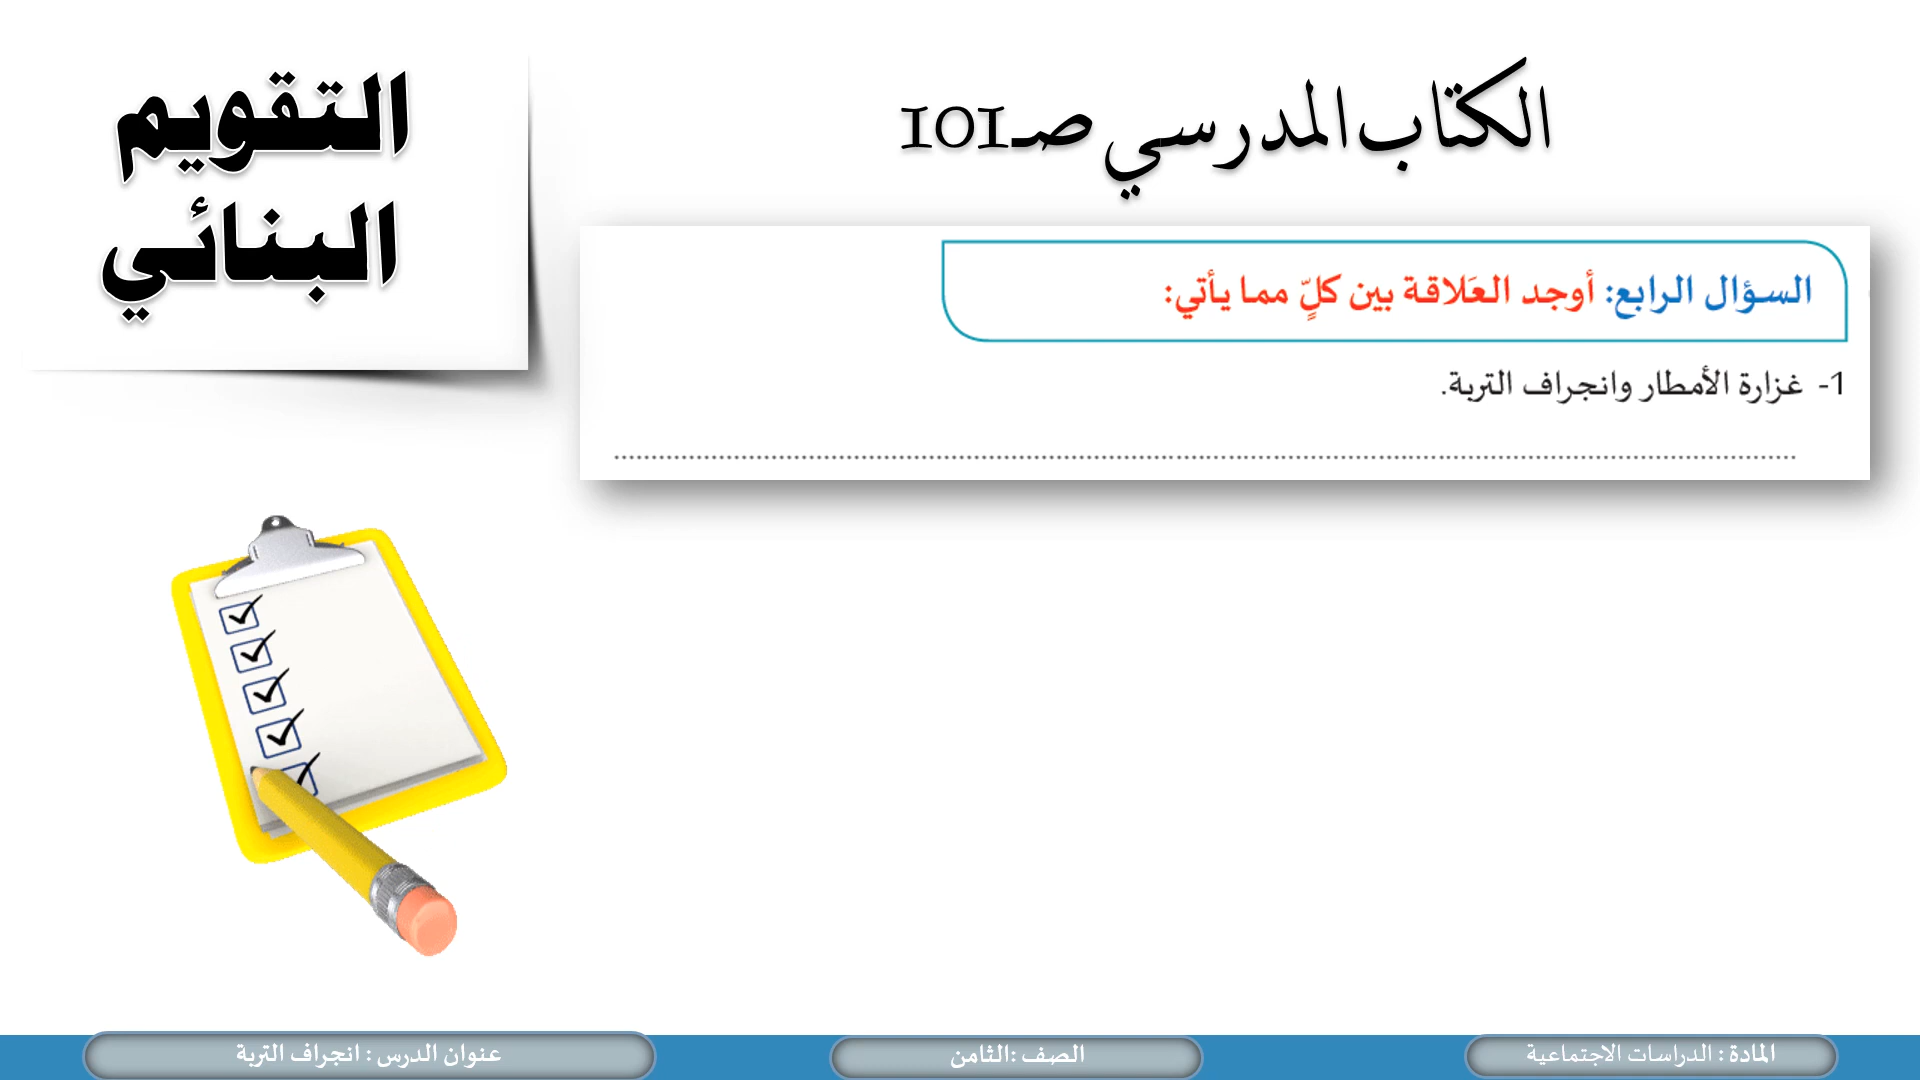 الكتاب المدرسي صـ101
التقويم
البنائي
السؤال الرابع: أوجد العَلاقة بين كلٍّ مما يأتي:
1- غزارة الأمطار وانجراف التربة.
المادة : الدراسات الاجتماعية
الصف :الثامن
عنوان الدرس : انجراف التربة